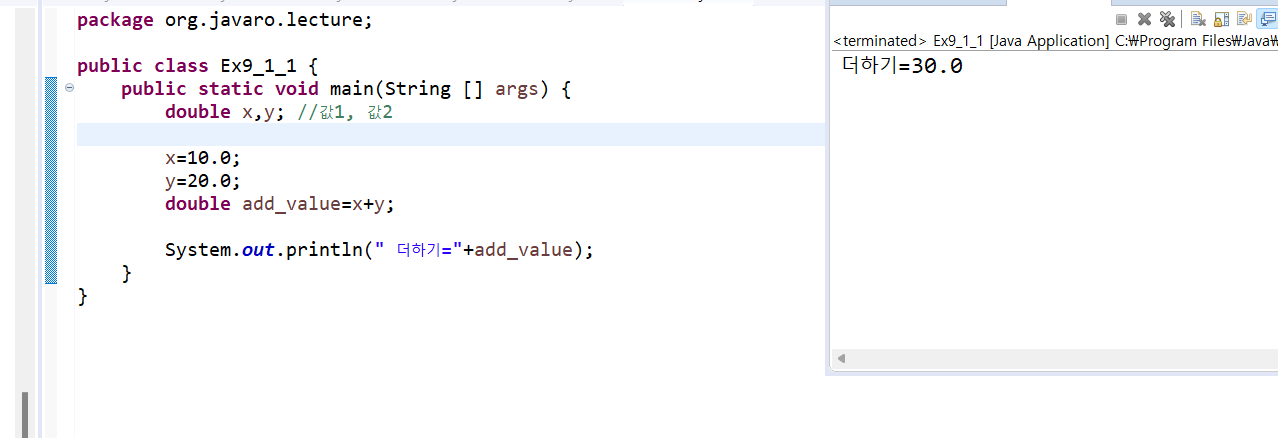 package org.javaro.lecture;
public class Ex9_1_1 {
public static void main(String [] args) {
double x,y; //값1, 값2
x=10.0;
y=20.0;
double add_value=x+y;
System.out.println(" 더하기="+add_value);
}
}
<terminated> Ex9_1_1 [Java Application] C:\Program Files\Java\
더하기=30.0